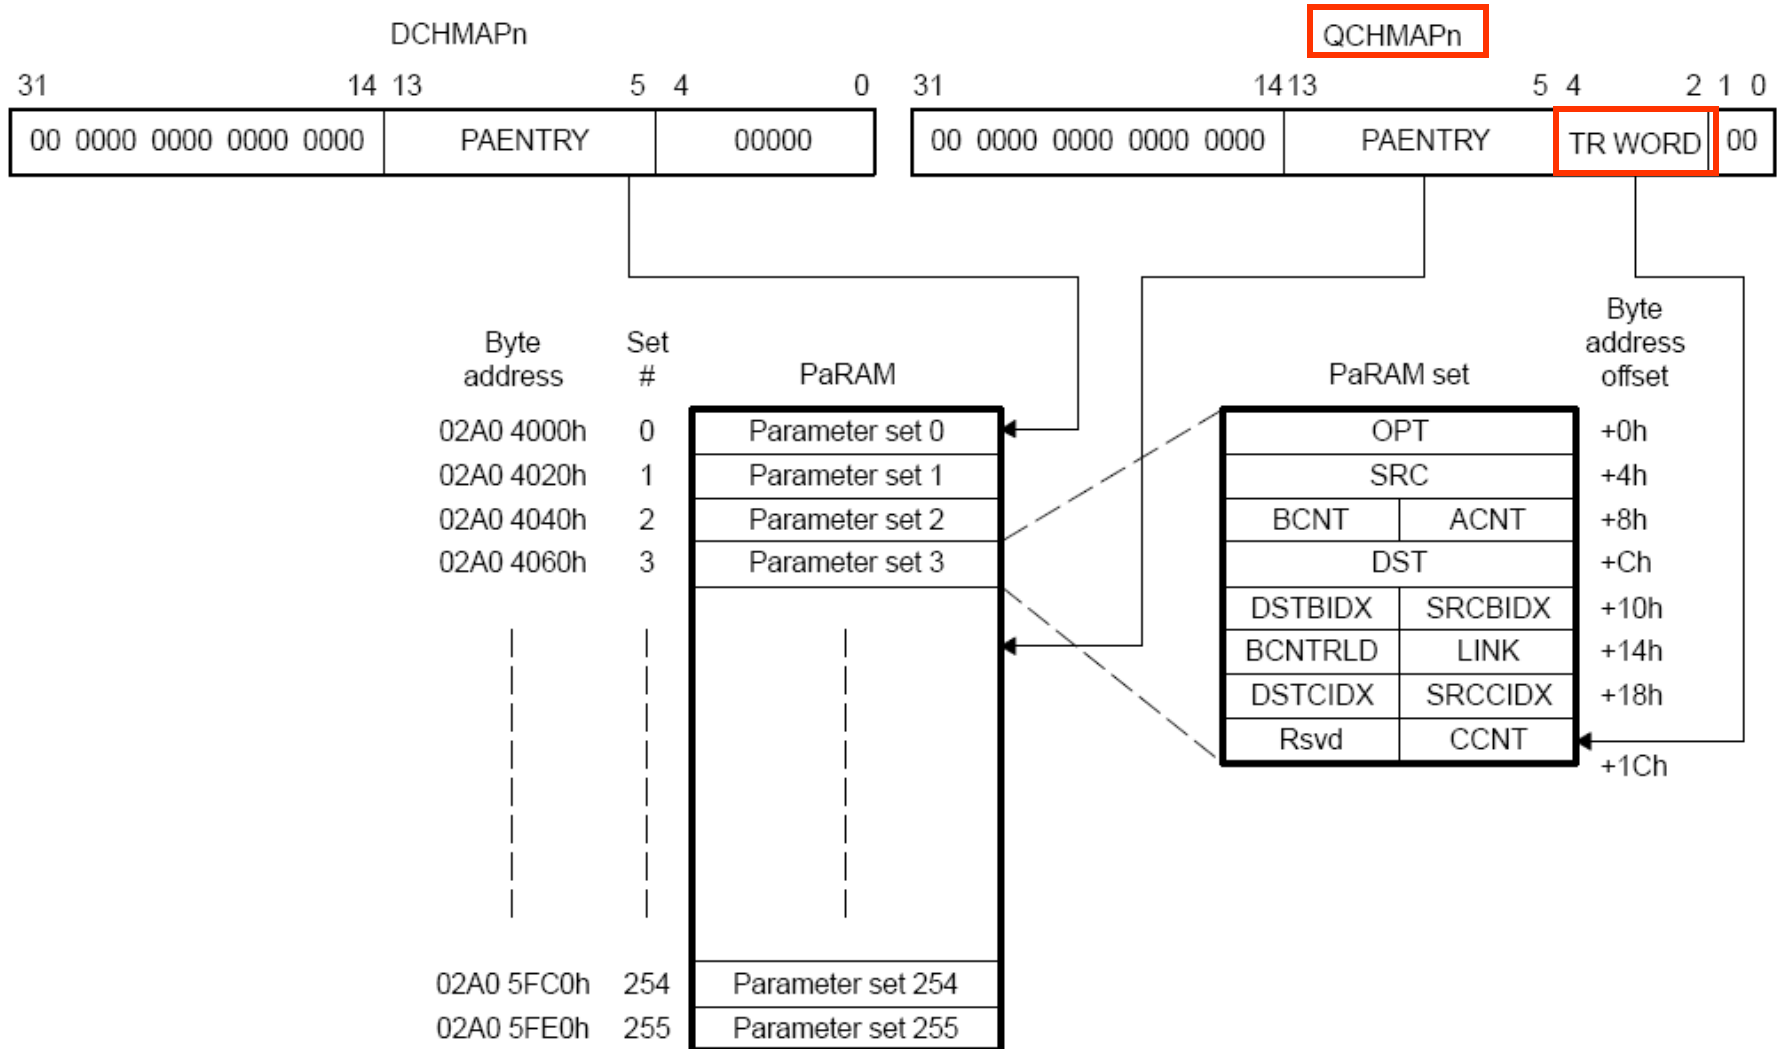 DCHMAPn QCHMAPn
31 14 13 5 4 0 31 14 13 5 4 2 1 0
00 0000 0000 0000 0000 PAENTRY 00000 00 0000 0000 0000 0000 PAENTRY TR WORD 00
Byte
address
offset
Byte
address
Set
#
PaRAM PaRAM set
02A0 4000h 0 Parameter set 0 OPT +0h
02A0 4020h 1 Parameter set 1 SRC +4h
02A0 4040h 2 Parameter set 2 BCNT ACNT +8h
02A0 4060h 3 Parameter set 3 DST +Ch
DSTBIDX SRCBIDX +10h
BCNTRLD LINK +14h
DSTCIDX SRCCIDX +18h
Rsvd CCNT
+1Ch
02A0 5FC0h 254 Parameter set 254
02A0 5FE0h 255 Parameter set 255